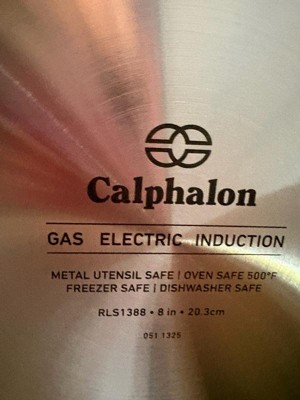 Calphalon
GAS ELECTRIC INDUCTION
METAL UTENSIL SAFE | OVEN SAFE 500°F
FREEZER SAFE | DISHWASHER SAFE
RLS1388 • 8 in • 20.3cm
051 1325